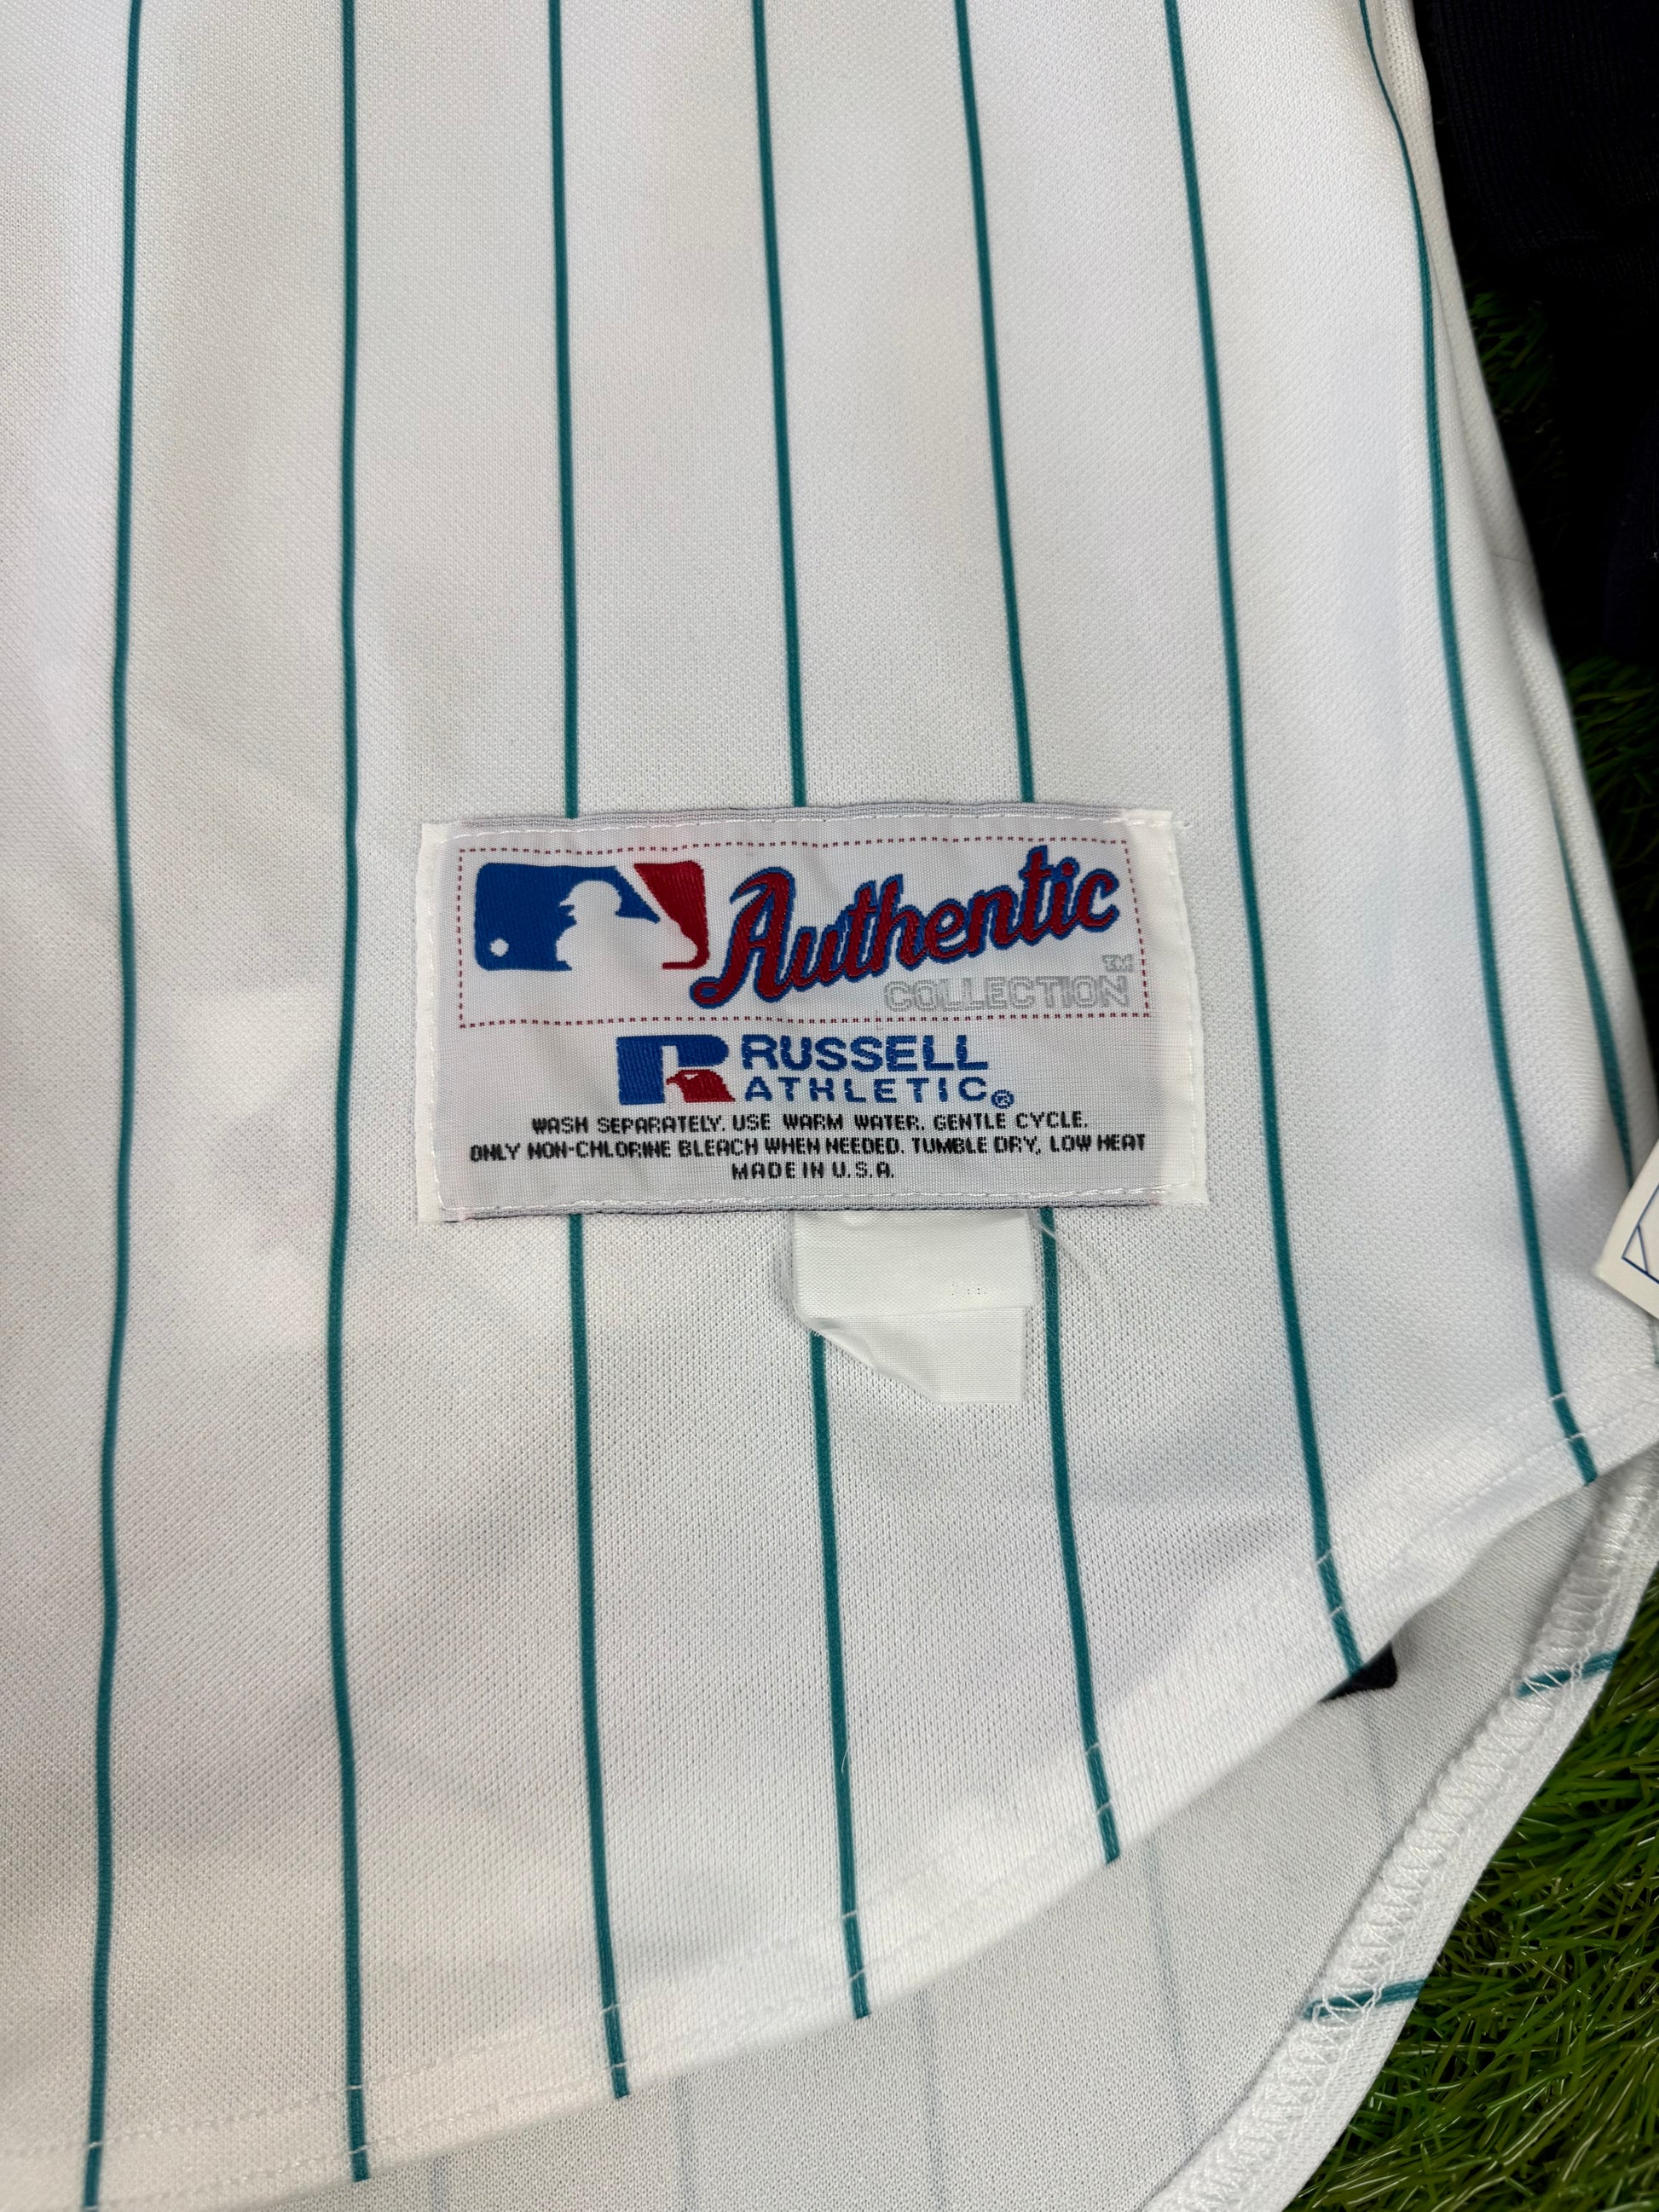 Authentic
COLLECTION™
RUSSELL
ATHLETIC®
WASH SEPARATELY. USE WARM WATER. GENTLE CYCLE.
ONLY NON-CHLORINE BLEACH WHEN NEEDED. TUMBLE DRY, LOW HEAT
MADE IN U.S.A.